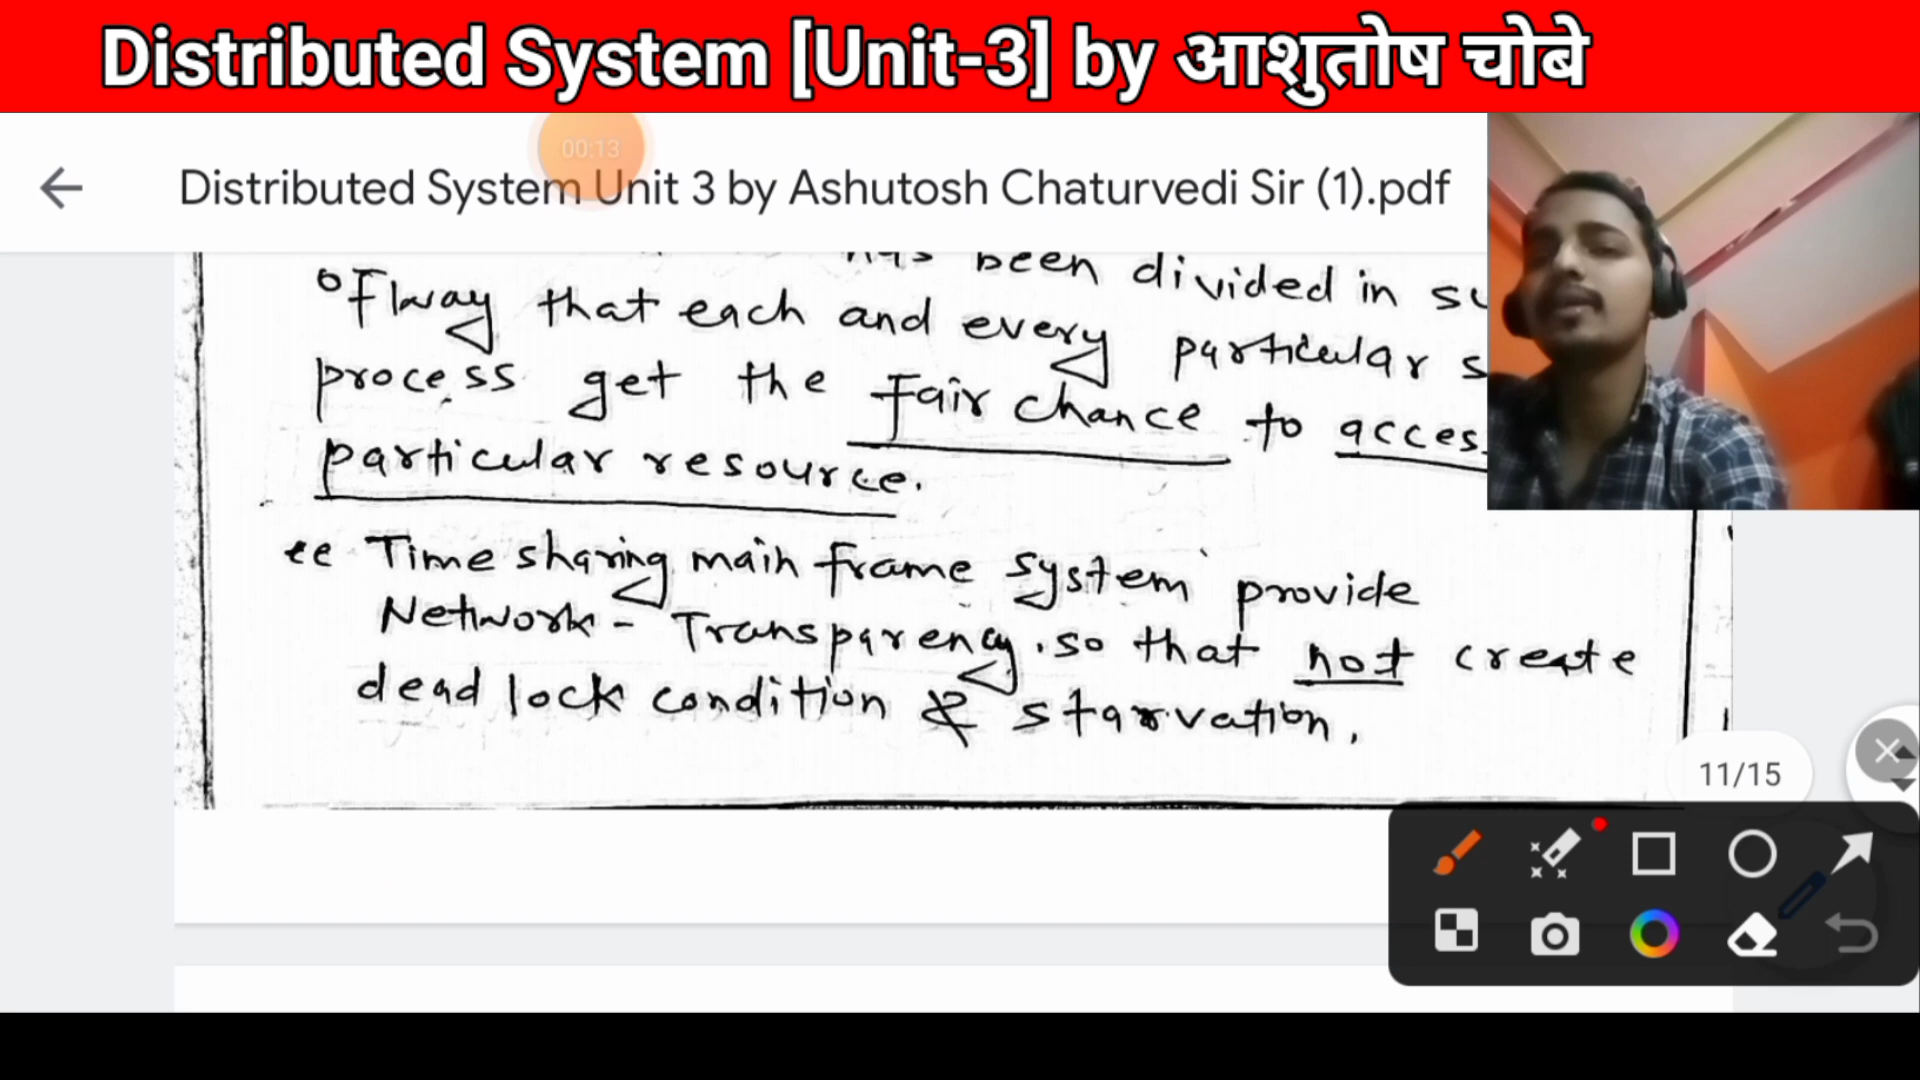 Distributed System [Unit-3] by आशुतोष चोबे
00:13
Distributed System Unit 3 by Ashutosh Chaturvedi Sir (1).pdf
been divided in
of way that each and every particular
process get the fair chance to
particular resource.
Time sharing main frame system provide
Network - Transparency. so that not create
dead lock condition & starvation.
11/15